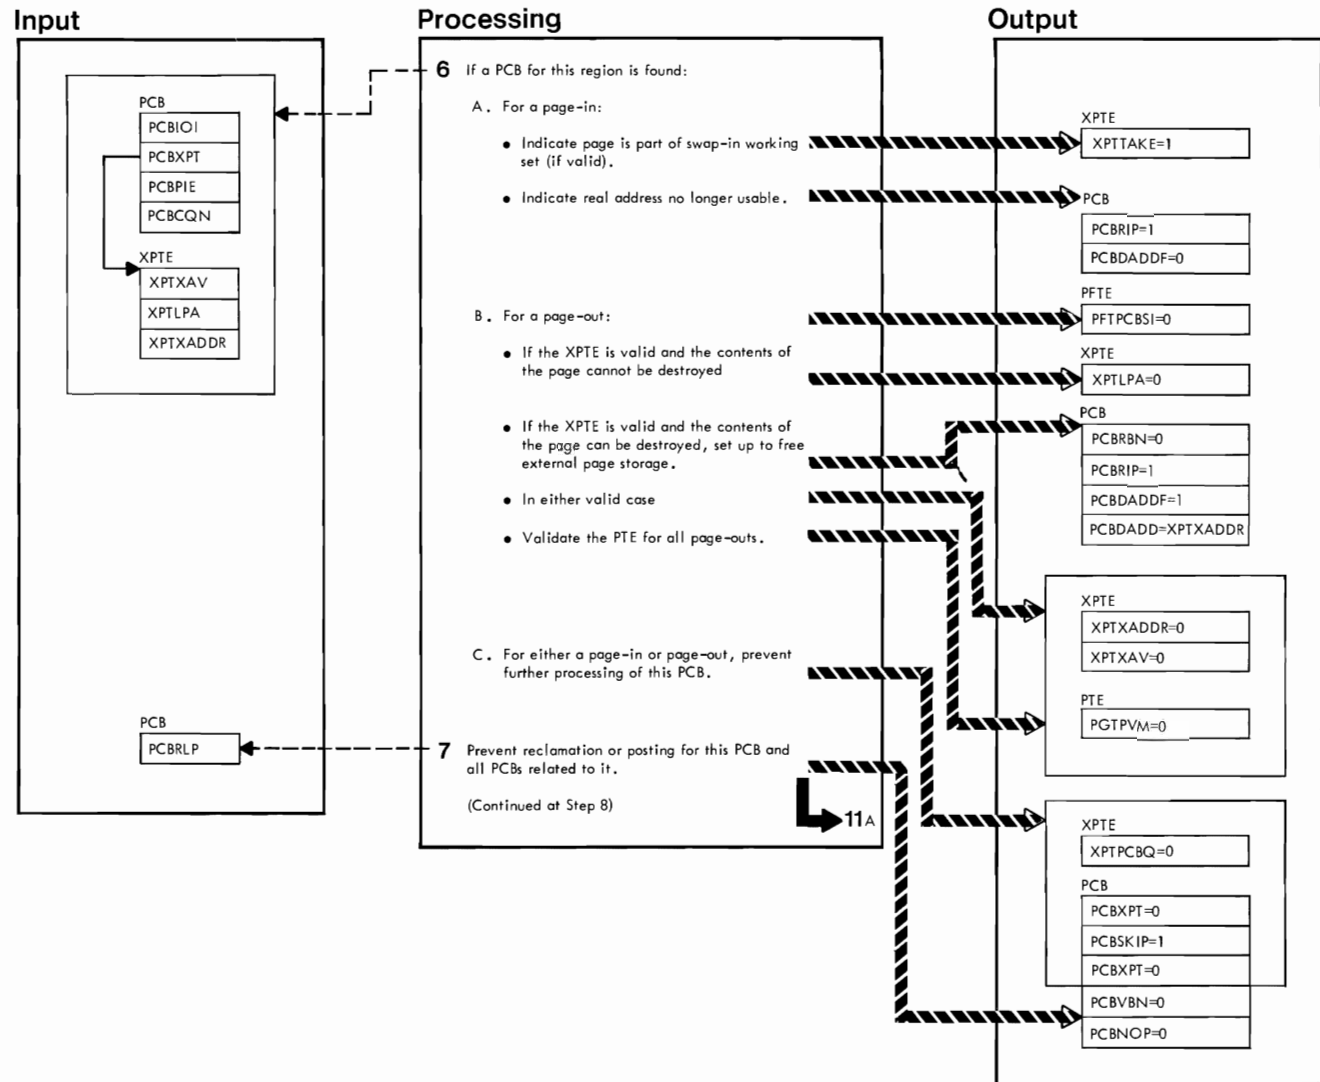 Input
Processing
Output
PCB
PCBIOI
PCBXPT
PCBPIE
PCBCQN
XPTE
XPTXAV
XPTLPA
XPTXADDR
PCB
PCBRLP
6 If a PCB for this region is found:
A. For a page-in:
• Indicate page is part of swap-in working
set (if valid).
• Indicate real address no longer usable.
B. For a page-out:
• If the XPTE is valid and the contents of
the page cannot be destroyed
• If the XPTE is valid and the contents of
the page can be destroyed, set up to free
external page storage.
• In either valid case
• Validate the PTE for all page-outs.
C. For either a page-in or page-out, prevent
further processing of this PCB.
7 Prevent reclamation or posting for this PCB and
all PCBs related to it.
(Continued at Step 8)
11A
XPTE
XPTTAKE=1
PCB
PCBRIP=1
PCBDADDF=0
PFTE
PFTPCBSI=0
XPTE
XPTLPA=0
PCB
PCBRBN=0
PCBRIP=1
PCBDADDF=1
PCBDADD=XPTXADDR
XPTE
XPTXADDR=0
XPTXAV=0
PTE
PGTPVM=0
XPTE
XPTPCBQ=0
PCB
PCBXPT=0
PCBSKIP=1
PCBXPT=0
PCBVBN=0
PCBNOP=0